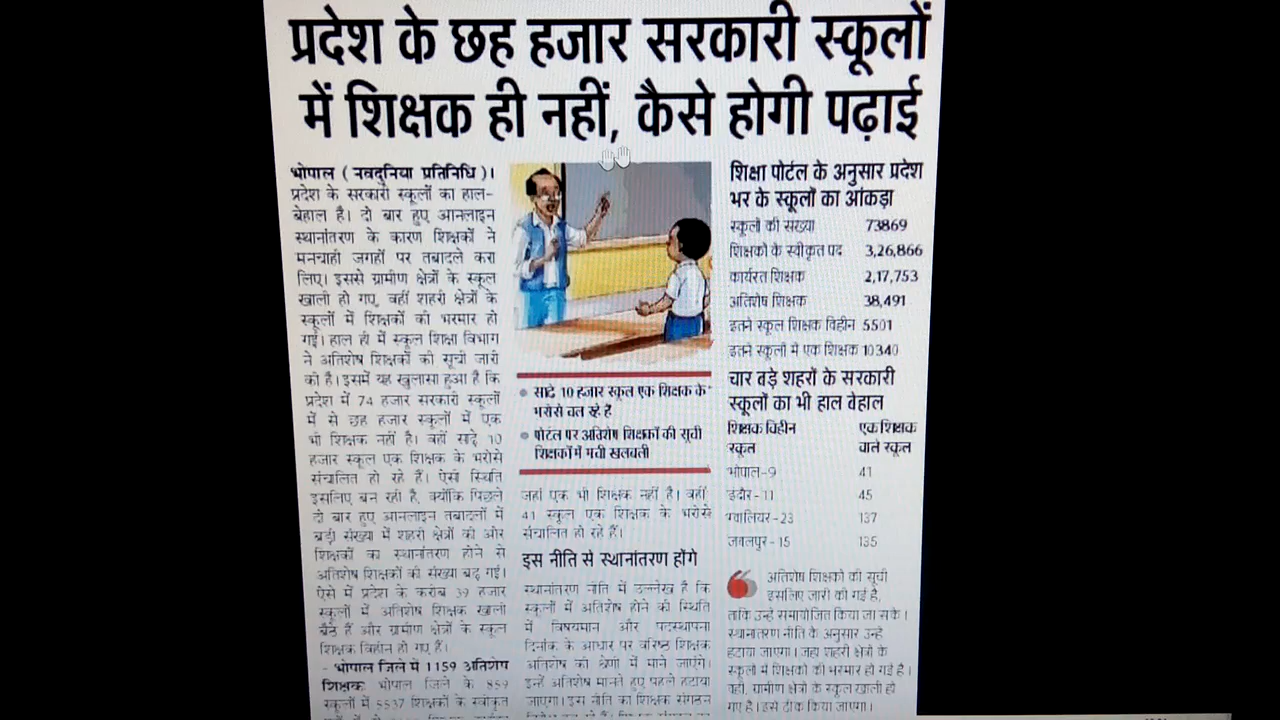 प्रदेश के छह हजार सरकारी स्कूलों
में शिक्षक ही नहीं, कैसे होगी पढ़ाई
भोपाल ( नवदुनिया प्रतिनिधि )।
प्रदेश के सरकारी स्कूलों का हाल-
बेहाल है। दो बार हुए आनलाइन
स्थानांतरण के कारण शिक्षकों ने
मनचाही जगहों पर तबादले करा
लिए। इससे ग्रामीण क्षेत्रों के स्कूल
खाली हो गए, वहीं शहरी क्षेत्रों के
स्कूलों में शिक्षकों की भरमार हो
गई। हाल ही में स्कूल शिक्षा विभाग
ने अतिशेष शिक्षकों की सूची जारी
की है। इसमें यह खुलासा हुआ है कि
प्रदेश में 74 हजार सरकारी स्कूलों
में से छह हजार स्कूलों में एक
भी शिक्षक नहीं है। वहीं साढ़े 10
हजार स्कूल एक शिक्षक के भरोसे
संचालित हो रहे हैं। ऐसी स्थिति
इसलिए बन रही है, क्योंकि पिछले
दो बार हुए आनलाइन तबादलों में
बड़ी संख्या में शहरी क्षेत्रों की ओर
शिक्षकों का स्थानांतरण होने से
अतिशेष शिक्षकों की संख्या बढ़ गई।
ऐसे में प्रदेश के करीब 39 हजार
स्कूलों में अतिशेष शिक्षक खाली
बैठे हैं और ग्रामीण क्षेत्रों के स्कूल
शिक्षक विहीन हो गए हैं।
- भोपाल जिले में 1159 अतिशेष
शिक्षक भोपाल जिले के 859
स्कूलों में 5537 शिक्षकों के स्वीकृत
साढ़े 10 हजार स्कूल एक शिक्षक के
भरोसे चल रहे हैं
पोर्टल पर अतिशेष शिक्षकों की सूची
शिक्षकों में मची खलबली
जहां एक भी शिक्षक नहीं है। वहीं
41 स्कूल एक शिक्षक के भरोसे
संचालित हो रहे हैं।
इस नीति से स्थानांतरण होंगे
स्थानांतरण नीति में उल्लेख है कि
स्कूलों में अतिशेष होने की स्थिति
में विषयमान और पदस्थापना
दिनांक के आधार पर वरिष्ठ शिक्षक
अतिशेष की श्रेणी में माने जाएंगे।
इन्हें अतिशेष मानते हुए पहले हटाया
जाएगा। इस नीति का शिक्षक संगठन
शिक्षा पोर्टल के अनुसार प्रदेश
भर के स्कूलों का आंकड़ा
स्कूलों की संख्या 73869
शिक्षकों के स्वीकृत पद 3,26,866
कार्यरत शिक्षक 2,17,753
अतिशेष शिक्षक 38,491
इतने स्कूल शिक्षक विहीन 5501
इतने स्कूलों में एक शिक्षक 10340
चार बड़े शहरों के सरकारी
स्कूलों का भी हाल बेहाल
शिक्षक विहीन एक शिक्षक
स्कूल वाले स्कूल
भोपाल-9 41
इंदौर-11 45
ग्वालियर-23 137
जबलपुर-15 135
अतिशेष शिक्षकों की सूची
इसलिए जारी की गई है,
ताकि उन्हें समायोजित किया जा सके।
स्थानांतरण नीति के अनुसार उन्हें
हटाया जाएगा। जहां शहरी क्षेत्रों के
स्कूलों में शिक्षकों की भरमार हो गई है।
वहीं, ग्रामीण क्षेत्रों के स्कूल खाली हो
गए हैं। इसे ठीक किया जाएगा।